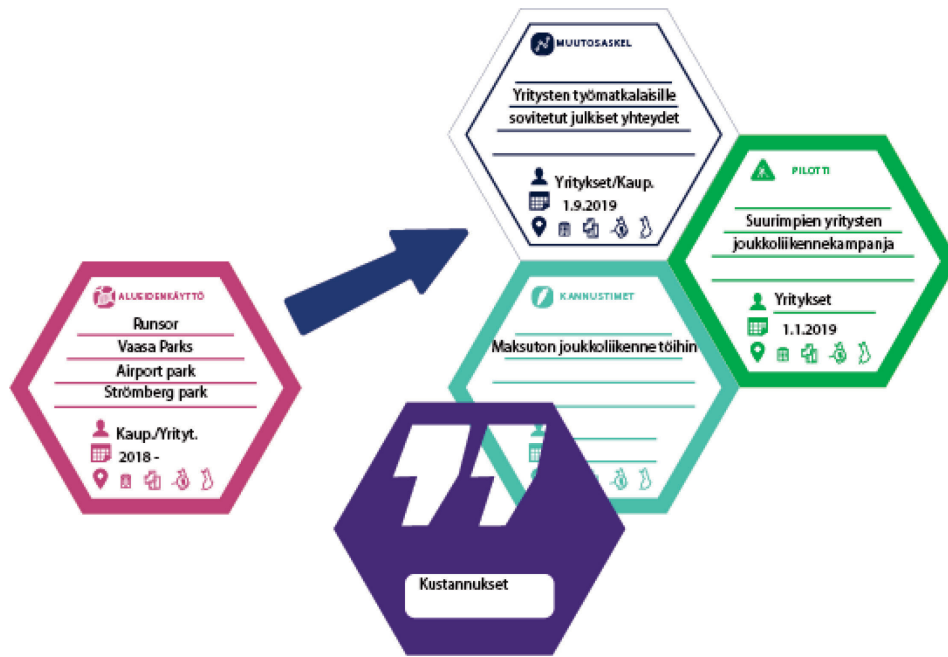 MUUTOSASKEL
Yritysten työmatkalaisille
sovitetut julkiset yhteydet
Yritykset/Kaup.
1.9.2019
PILOTTI
Suurimpien yritysten
joukkoliikennekampanja
Yritykset
1.1.2019
ALUEIDENKÄYTTÖ
Runsor
Vaasa Parks
Airport park
Strömberg park
Kaup./Yrityt.
2018 -
KANNUSTIMET
Maksuton joukkoliikenne töihin
Kustannukset